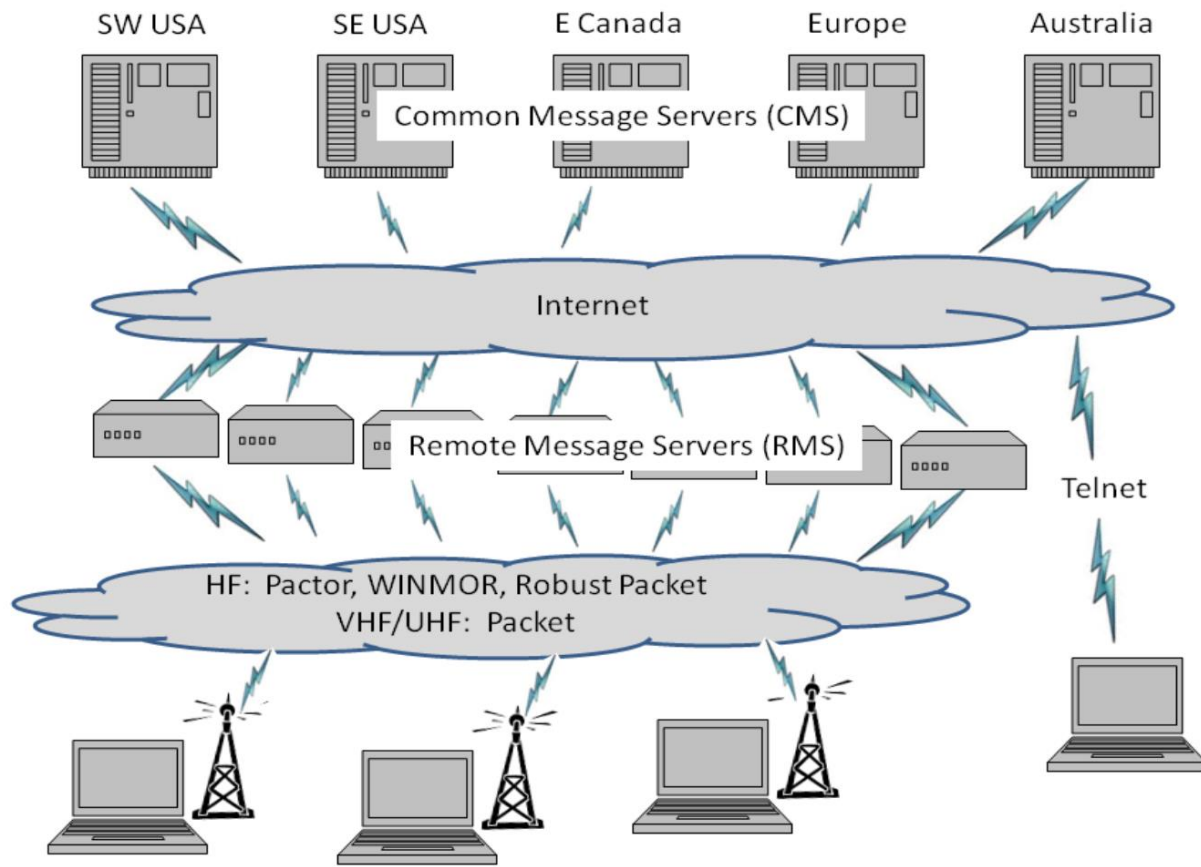 SW USA
SE USA
E Canada
Europe
Australia
Common Message Servers (CMS)
Internet
Remote Message Servers (RMS)
Telnet
HF:  Pactor, WINMOR, Robust Packet
VHF/UHF:  Packet